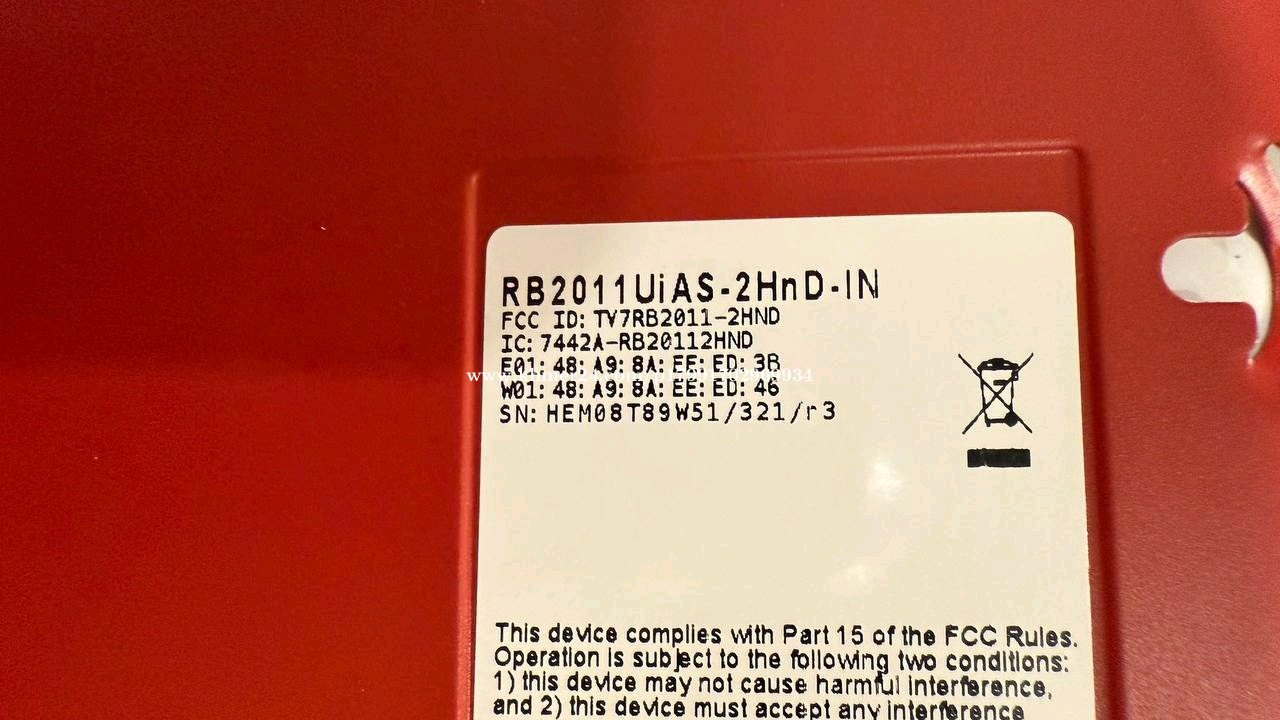 RB2011UiAS-2HnD-IN
FCC ID: TV7RB2011-2HND
IC: 7442A-RB20112HND
E01: 48: A9: 8A: EE: ED: 3B
W01: 48: A9: 8A: EE: ED: 46
SN: HEM08T89W51/321/r3
This device complies with Part 15 of the FCC Rules.
Operation is subject to the following two conditions:
1) this device may not cause harmful interference,
and 2) this device must accept any interference